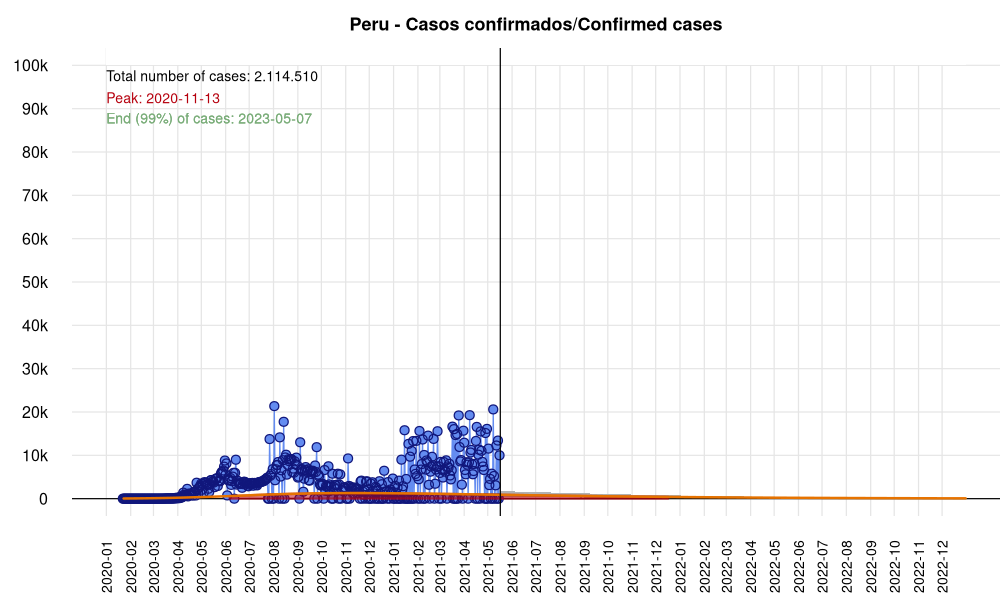 Peru - Casos confirmados/Confirmed cases
Total number of cases: 2.114.510
Peak: 2020-11-13
End (99%) of cases: 2023-05-07
100k
90k
80k
70k
60k
50k
40k
30k
20k
10k
0
2020-01
2020-02
2020-03
2020-04
2020-05
2020-06
2020-07
2020-08
2020-09
2020-10
2020-11
2020-12
2021-01
2021-02
2021-03
2021-04
2021-05
2021-06
2021-07
2021-08
2021-09
2021-10
2021-11
2021-12
2022-01
2022-02
2022-03
2022-04
2022-05
2022-06
2022-07
2022-08
2022-09
2022-10
2022-11
2022-12